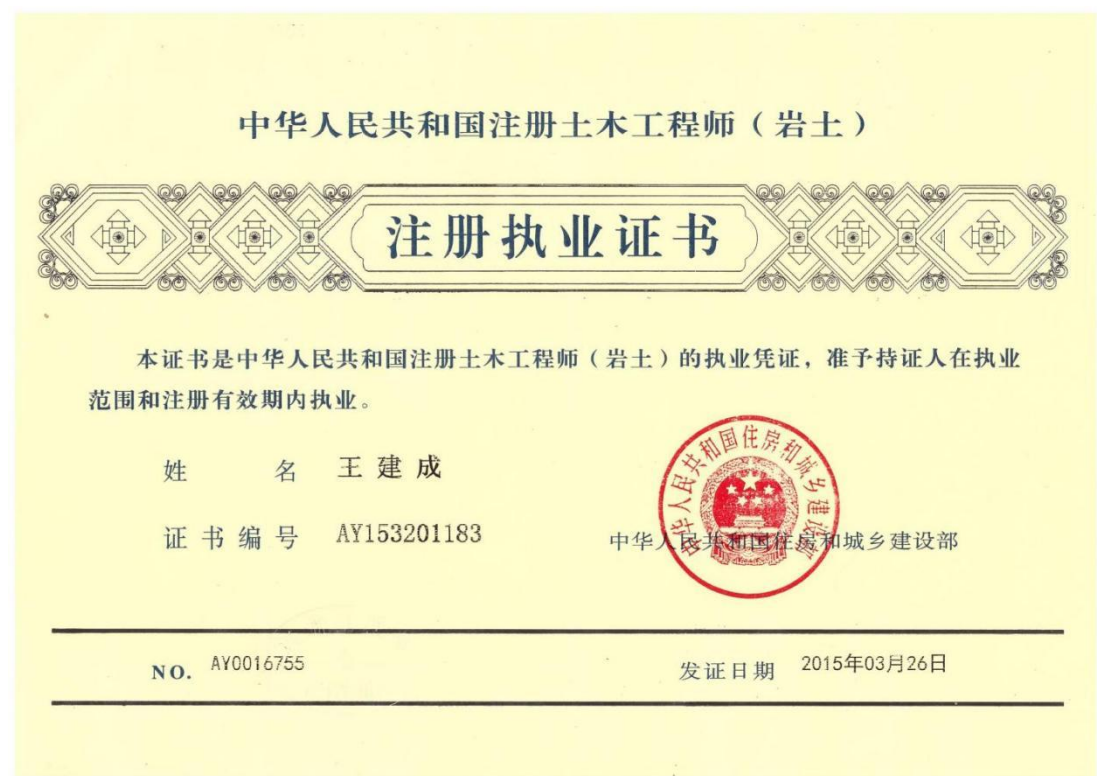 中华人民共和国注册土木工程师（岩土）
注册执业证书
本证书是中华人民共和国注册土木工程师（岩土）的执业凭证，准予持证人在执业
范围和注册有效期内执业。
姓 名 王建成
证书编号 AY153201183
中华人民共和国住房和城乡建设部
中华人民共和国住房和城乡建设部
NO. AY0016755
发证日期 2015年03月26日